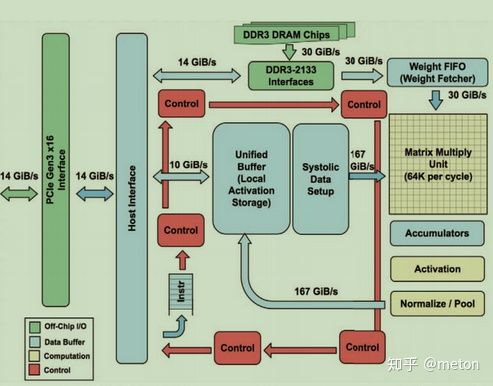 DDR3 DRAM Chips
30 GiB/s
14 GiB/s
DDR3-2133
Interfaces
30 GiB/s
Weight FIFO
(Weight Fetcher)
30 GiB/s
Control
Control
14 GiB/s
PCIe Gen3 x16
Interface
14 GiB/s
Host Interface
10 GiB/s
Unified
Buffer
(Local
Activation
Storage)
Systolic
Data
Setup
167
GiB/s
Matrix Multiply
Unit
(64K per cycle)
Control
Accumulators
Activation
Instr
167 GiB/s
Normalize / Pool
Off-Chip I/O
Data Buffer
Computation
Control
Control
Control
知乎 @meton